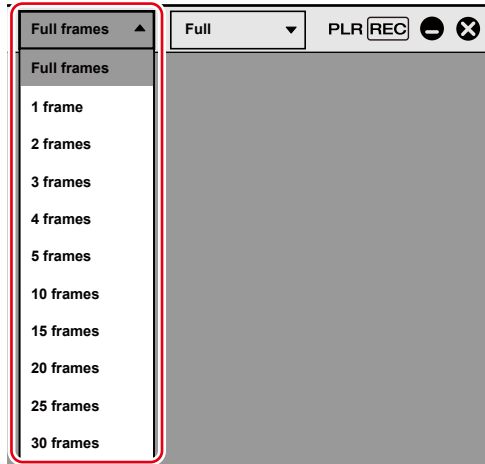 Full frames Full PLR REC
Full frames
1 frame
2 frames
3 frames
4 frames
5 frames
10 frames
15 frames
20 frames
25 frames
30 frames